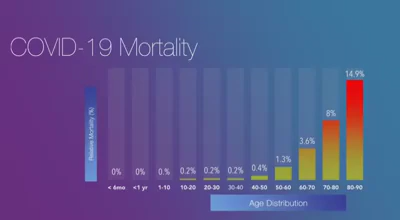 COVID-19 Mortality
Relative Mortality (%)
0% 0% 0.% 0.2% 0.2% 0.2% 0.4% 1.3% 3.6% 8% 14.9%
< 6mo <1 yr 1-10 10-20 20-30 30-40 40-50 50-60 60-70 70-80 80-90
Age Distribution